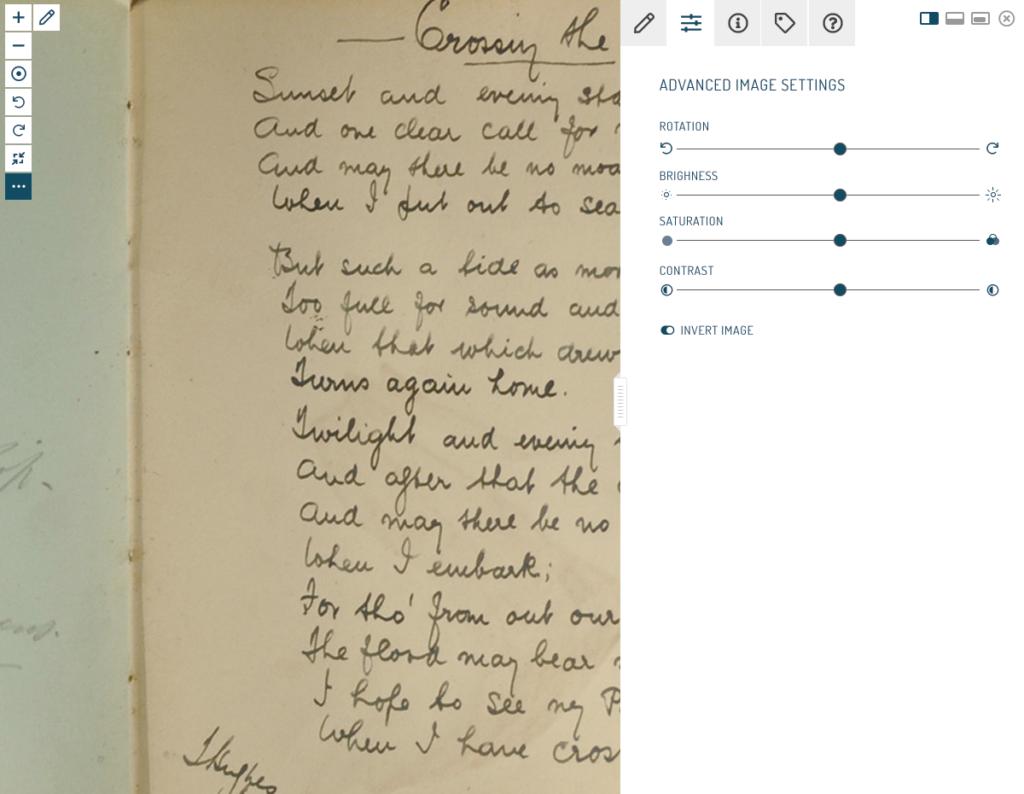 Crossing the
Sunset and evening sta
And one clear call for
And may there be no moa
When I put out to sea
But such a tide as mov
Too full for sound and
When that which drew
Turns again home.
Twilight and evening
And after that the
And may there be no
When I embark;
For tho' from out our
The flood may bear
I hope to see my P
When I have cros
J Hughes
ADVANCED IMAGE SETTINGS
ROTATION
BRIGHNESS
SATURATION
CONTRAST
INVERT IMAGE